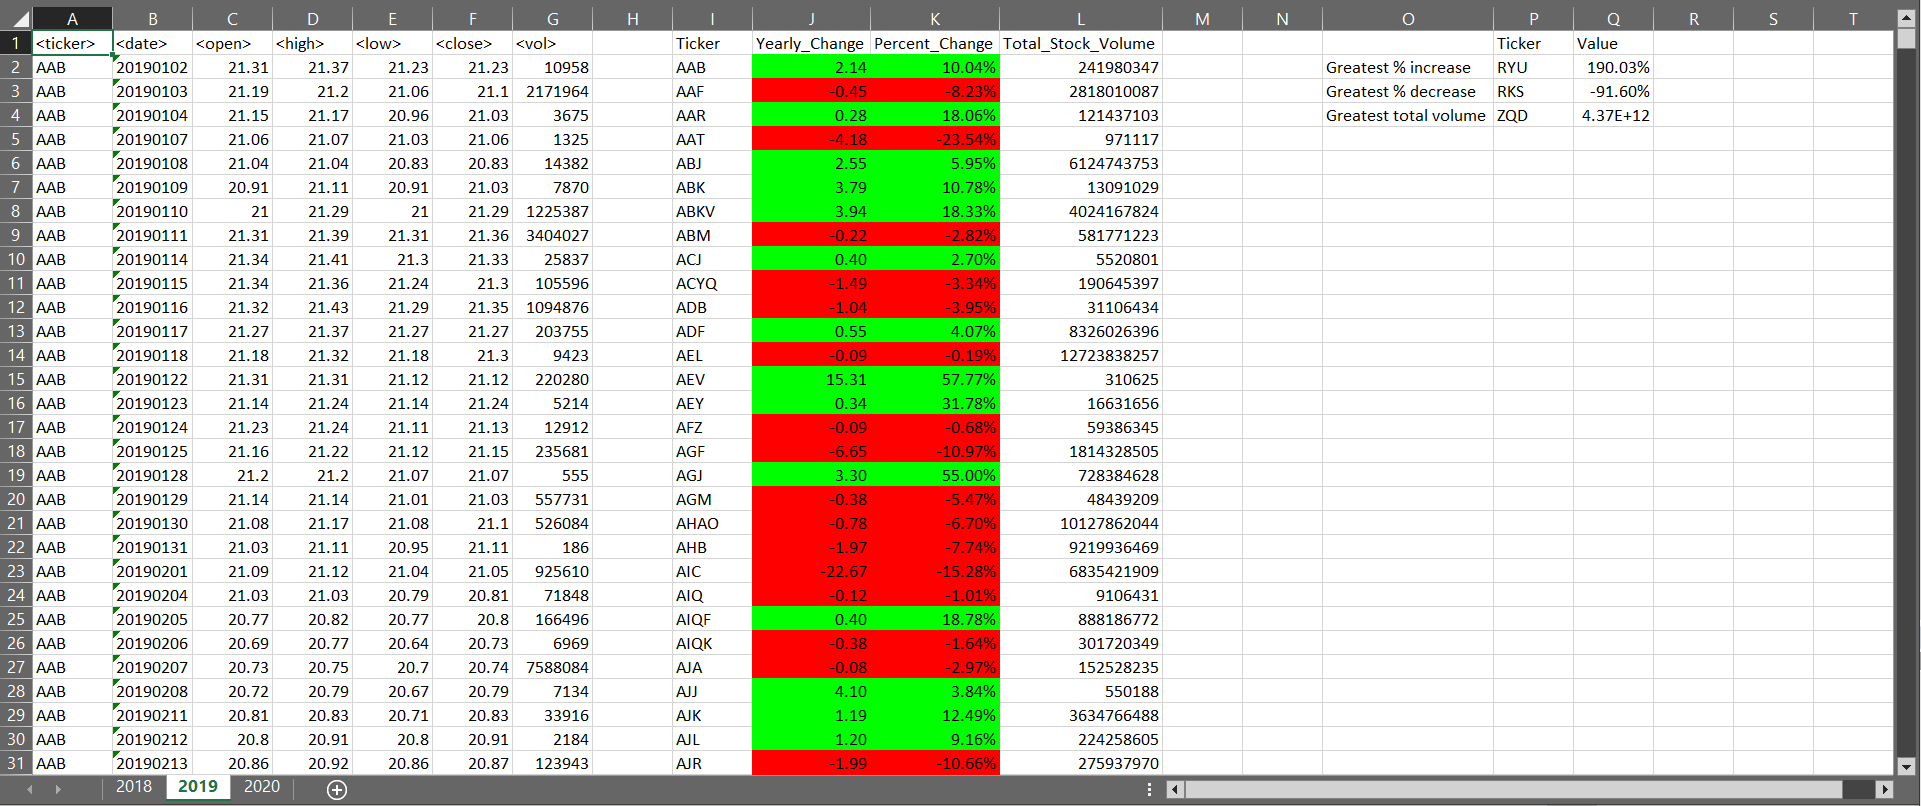 A B C D E F G H I J K L M N O P Q R S T
1 <ticker> <date> <open> <high> <low> <close> <vol> Ticker Yearly_Change Percent_Change Total_Stock_Volume Ticker Value
2 AAB 20190102 21.31 21.37 21.23 21.23 10958 AAB 2.14 10.04% 241980347 Greatest % increase RYU 190.03%
3 AAB 20190103 21.19 21.2 21.06 21.1 2171964 AAF -0.45 -8.23% 2818010087 Greatest % decrease RKS -91.60%
4 AAB 20190104 21.15 21.17 20.96 21.03 3675 AAR 0.28 18.06% 121437103 Greatest total volume ZQD 4.37E+12
5 AAB 20190107 21.06 21.07 21.03 21.06 1325 AAT -4.18 -23.54% 971117
6 AAB 20190108 21.04 21.04 20.83 20.83 14382 ABJ 2.55 5.95% 6124743753
7 AAB 20190109 20.91 21.11 20.91 21.03 7870 ABK 3.79 10.78% 13091029
8 AAB 20190110 21 21.29 21 21.29 1225387 ABKV 3.94 18.33% 4024167824
9 AAB 20190111 21.31 21.39 21.31 21.36 3404027 ABM -0.22 -2.82% 581771223
10 AAB 20190114 21.34 21.41 21.3 21.33 25837 ACJ 0.40 2.70% 5520801
11 AAB 20190115 21.34 21.36 21.24 21.3 105596 ACYQ -1.49 -3.34% 190645397
12 AAB 20190116 21.32 21.43 21.29 21.35 1094876 ADB -1.04 -3.95% 31106434
13 AAB 20190117 21.27 21.37 21.27 21.27 203755 ADF 0.55 4.07% 8326026396
14 AAB 20190118 21.18 21.32 21.18 21.3 9423 AEL -0.09 -0.19% 12723838257
15 AAB 20190122 21.31 21.31 21.12 21.12 220280 AEV 15.31 57.77% 310625
16 AAB 20190123 21.14 21.24 21.14 21.24 5214 AEY 0.34 31.78% 16631656
17 AAB 20190124 21.23 21.24 21.11 21.13 12912 AFZ -0.09 -0.68% 59386345
18 AAB 20190125 21.16 21.22 21.12 21.15 235681 AGF -6.65 -10.97% 1814328505
19 AAB 20190128 21.2 21.2 21.07 21.07 555 AGJ 3.30 55.00% 728384628
20 AAB 20190129 21.14 21.14 21.01 21.03 557731 AGM -0.38 -5.47% 48439209
21 AAB 20190130 21.08 21.17 21.08 21.1 526084 AHAO -0.78 -6.70% 10127862044
22 AAB 20190131 21.03 21.11 20.95 21.11 186 AHB -1.97 -7.74% 9219936469
23 AAB 20190201 21.09 21.12 21.04 21.05 925610 AIC -22.67 -15.28% 6835421909
24 AAB 20190204 21.03 21.03 20.79 20.81 71848 AIQ -0.12 -1.01% 9106431
25 AAB 20190205 20.77 20.82 20.77 20.8 166496 AIQF 0.40 18.78% 888186772
26 AAB 20190206 20.69 20.77 20.64 20.73 6969 AIQK -0.38 -1.64% 301720349
27 AAB 20190207 20.73 20.75 20.7 20.74 7588084 AJA -0.08 -2.97% 152528235
28 AAB 20190208 20.72 20.79 20.67 20.79 7134 AJJ 4.10 3.84% 550188
29 AAB 20190211 20.81 20.83 20.71 20.83 33916 AJK 1.19 12.49% 3634766488
30 AAB 20190212 20.8 20.91 20.8 20.91 2184 AJL 1.20 9.16% 224258605
31 AAB 20190213 20.86 20.92 20.86 20.87 123943 AJR -1.99 -10.66% 275937970
2018 2019 2020